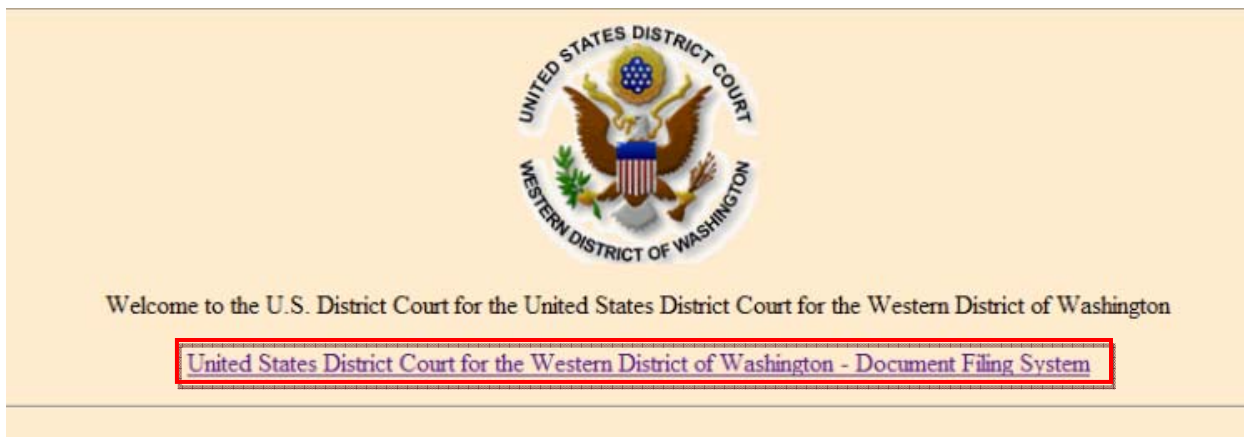 UNITED STATES DISTRICT COURT
WESTERN DISTRICT OF WASHINGTON
Welcome to the U.S. District Court for the United States District Court for the Western District of Washington
United States District Court for the Western District of Washington - Document Filing System